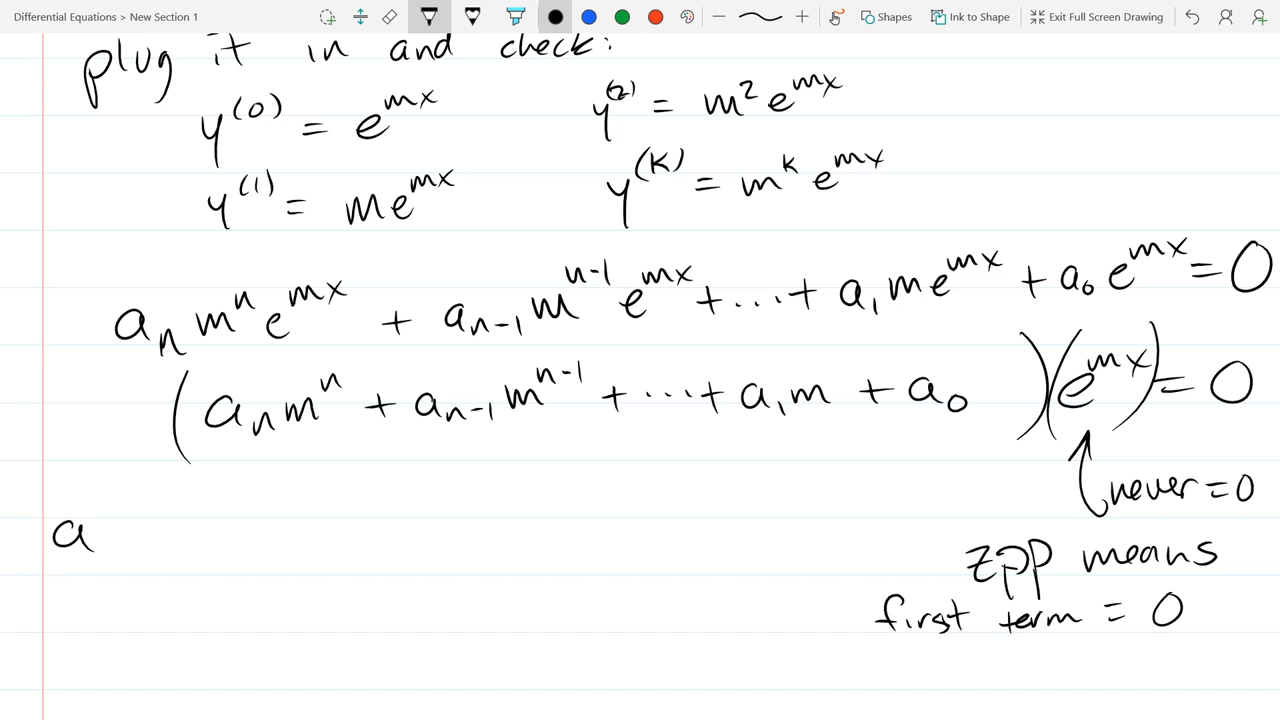 Differential Equations > New Section 1
Shapes Ink to Shape Exit Full Screen Drawing
plug it in and check:
y^(0) = e^mx y^(2) = m^2 e^mx
y^(1) = me^mx y^(k) = m^k e^mx
a_n m^n e^mx + a_n-1 m^n-1 e^mx + ... + a_1 m e^mx + a_0 e^mx = 0
(a_n m^n + a_n-1 m^n-1 + ... + a_1 m + a_0)(e^mx) = 0
never = 0
a
ZPP means
first term = 0